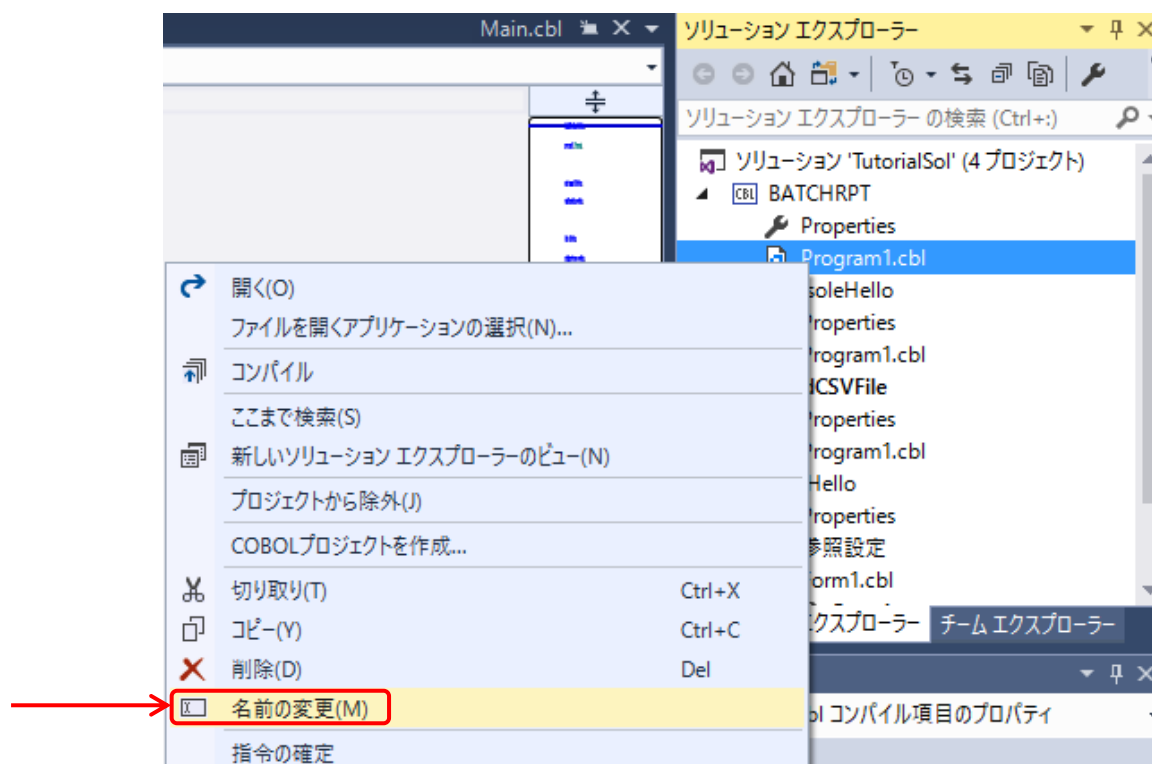 Main.cbl
ソリューション エクスプローラー
ソリューション エクスプローラー の検索 (Ctrl+:)
ソリューション 'TutorialSol' (4 プロジェクト)
CBL BATCHRPT
Properties
Program1.cbl
soleHello
roperties
rogram1.cbl
dCSVFile
roperties
rogram1.cbl
Hello
roperties
参照設定
orm1.cbl
エクスプローラー チーム エクスプローラー
ol コンパイル項目のプロパティ
開く(O)
ファイルを開くアプリケーションの選択(N)...
コンパイル
ここまで検索(S)
新しいソリューション エクスプローラーのビュー(N)
プロジェクトから除外(J)
COBOLプロジェクトを作成...
切り取り(T) Ctrl+X
コピー(Y) Ctrl+C
削除(D) Del
名前の変更(M)
指令の確定